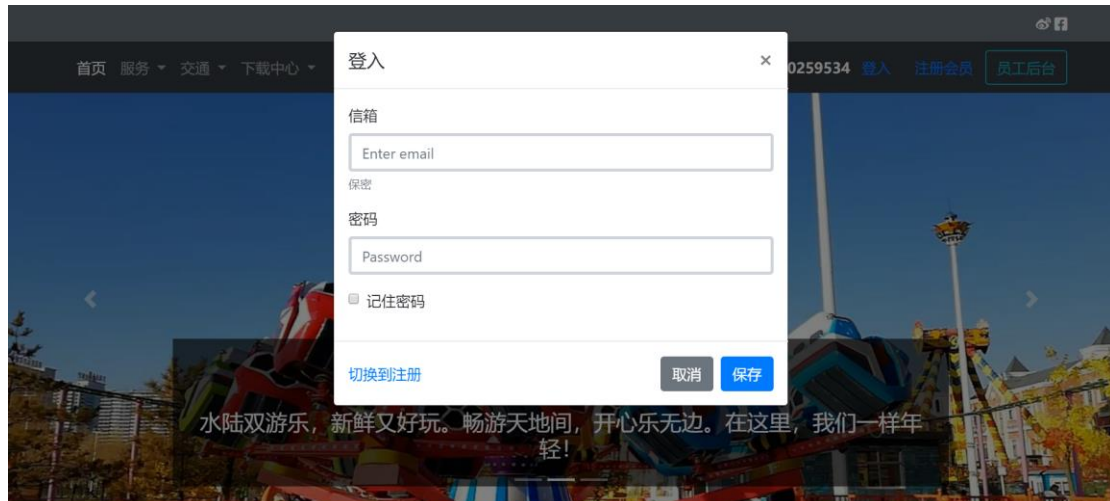 首页 服务 交通 下载中心
0259534 登入 注册会员 员工后台
登入 ×
信箱
Enter email
保密
密码
Password
记住密码
切换到注册 取消 保存
水陆双游乐，新鲜又好玩。畅游天地间，开心乐无边。在这里，我们一样年
轻！